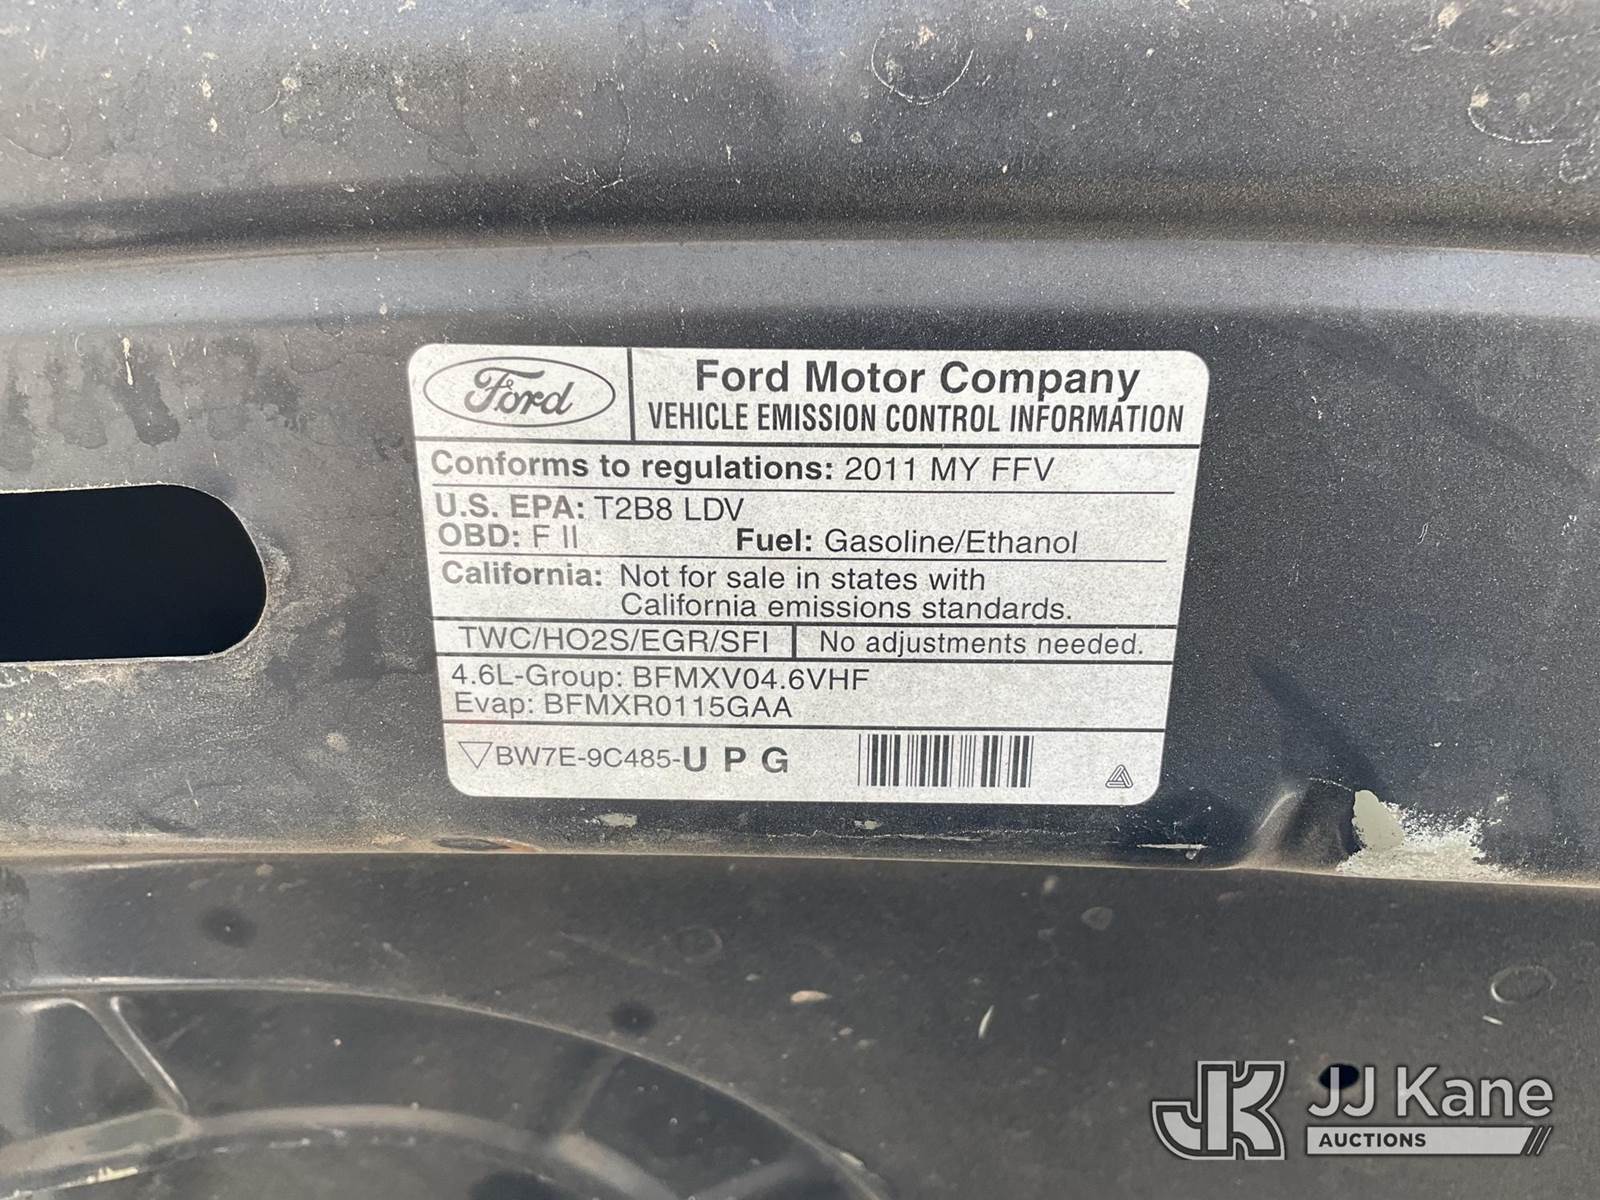 Ford
Ford Motor Company
VEHICLE EMISSION CONTROL INFORMATION
Conforms to regulations: 2011 MY FFV
U.S. EPA: T2B8 LDV
OBD: F II Fuel: Gasoline/Ethanol
California: Not for sale in states with
California emissions standards.
TWC/HO2S/EGR/SFI No adjustments needed.
4.6L-Group: BFMXV04.6VHF
Evap: BFMXR0115GAA
BW7E-9C485-U P G
JK JJ Kane
AUCTIONS